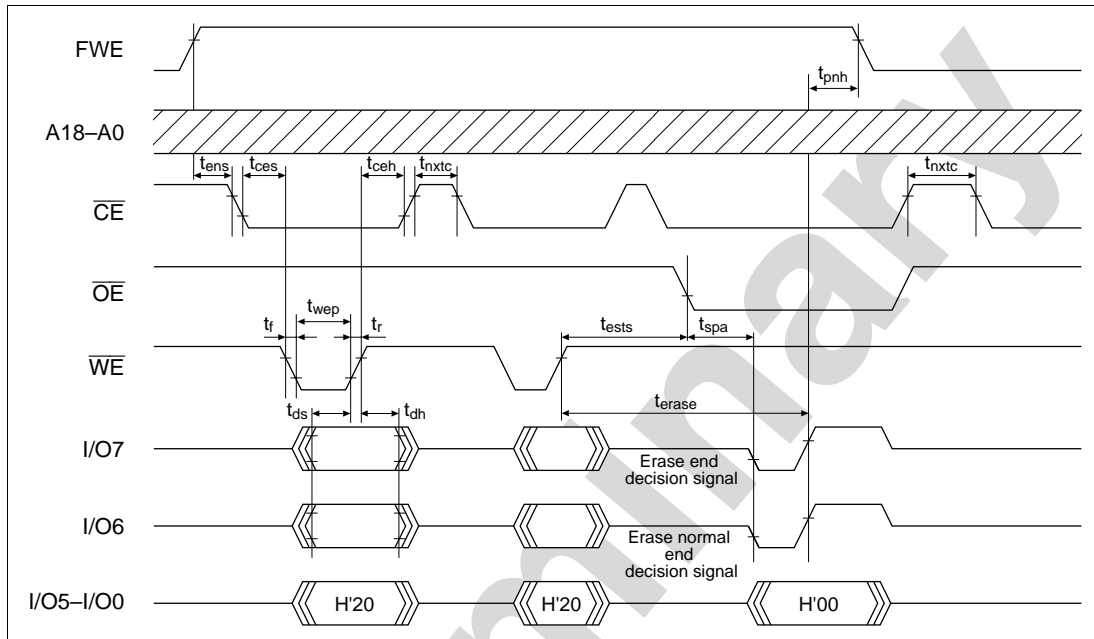 FWE
tpnh
A18–A0
tens
tces
tceh
tnxtc
tnxtc
CE
OE
twep
tf
tr
tests
tspa
WE
terase
tds
tdh
I/O7
Erase end
decision signal
I/O6
Erase normal
end
decision signal
I/O5–I/O0
H'20
H'20
H'00
minary